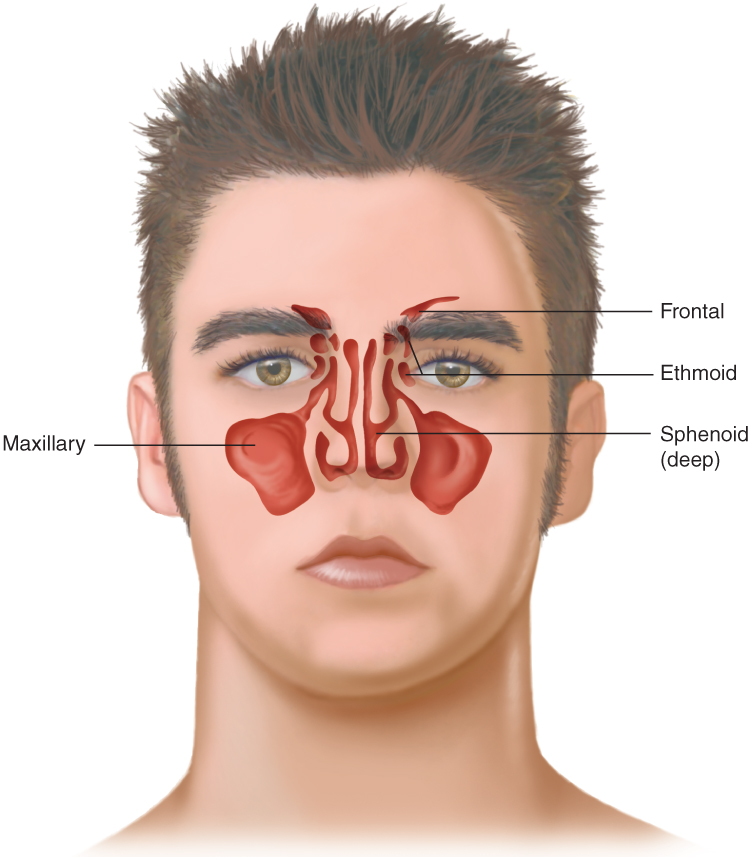 Frontal
Ethmoid
Maxillary
Sphenoid
(deep)